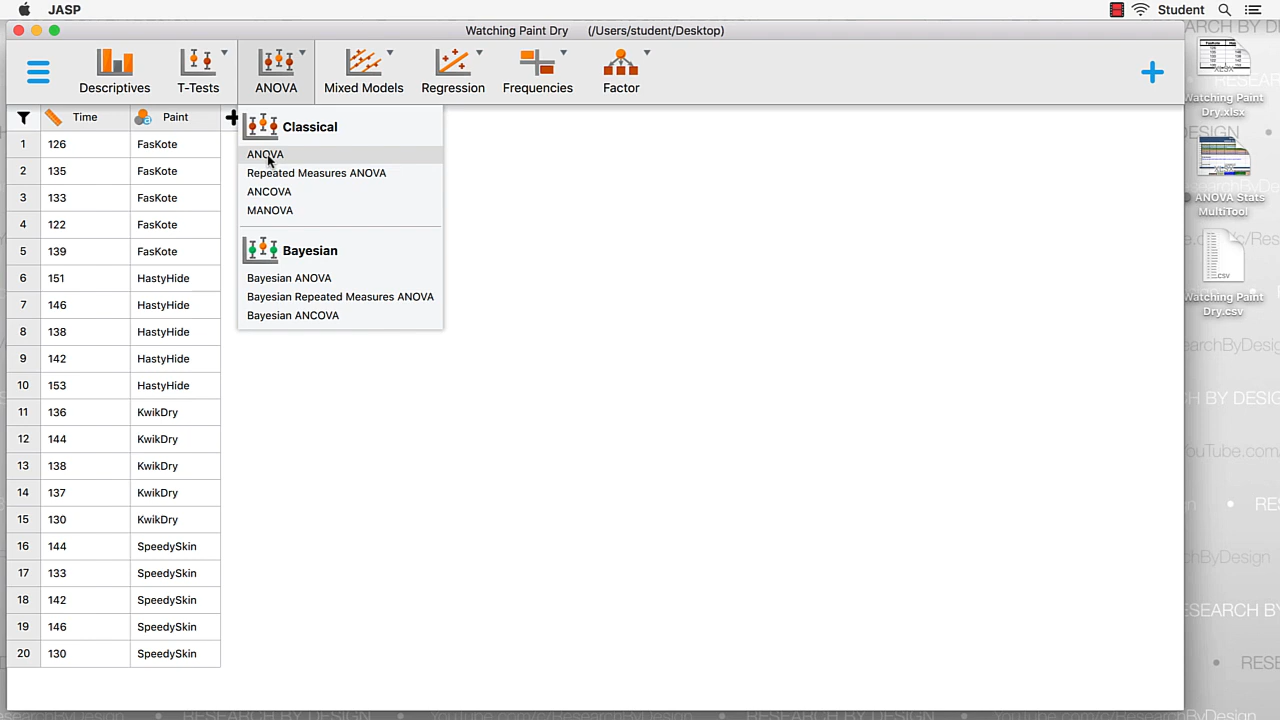 JASP
Student
Watching Paint Dry (/Users/student/Desktop)
Descriptives
T-Tests
ANOVA
Mixed Models
Regression
Frequencies
Factor
Time Paint
1 126 FasKote
2 135 FasKote
3 133 FasKote
4 122 FasKote
5 139 FasKote
6 151 HastyHide
7 146 HastyHide
8 138 HastyHide
9 142 HastyHide
10 153 HastyHide
11 136 KwikDry
12 144 KwikDry
13 138 KwikDry
14 137 KwikDry
15 130 KwikDry
16 144 SpeedySkin
17 133 SpeedySkin
18 142 SpeedySkin
19 146 SpeedySkin
20 130 SpeedySkin
Classical
ANOVA
Repeated Measures ANOVA
ANCOVA
MANOVA
Bayesian
Bayesian ANOVA
Bayesian Repeated Measures ANOVA
Bayesian ANCOVA
XLSX
Watching Paint
Dry.xlsx
XLSX
ANOVA Stats
MultiTool
CSV
Watching Paint
Dry.csv